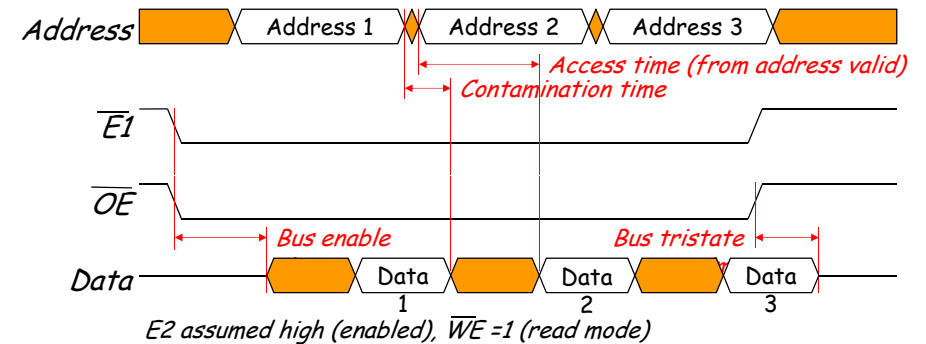 Address Address 1 Address 2 Address 3
Access time (from address valid)
Contamination time
E1
OE
Bus enable Bus tristate
Data Data Data Data
1 2 3
E2 assumed high (enabled), WE =1 (read mode)